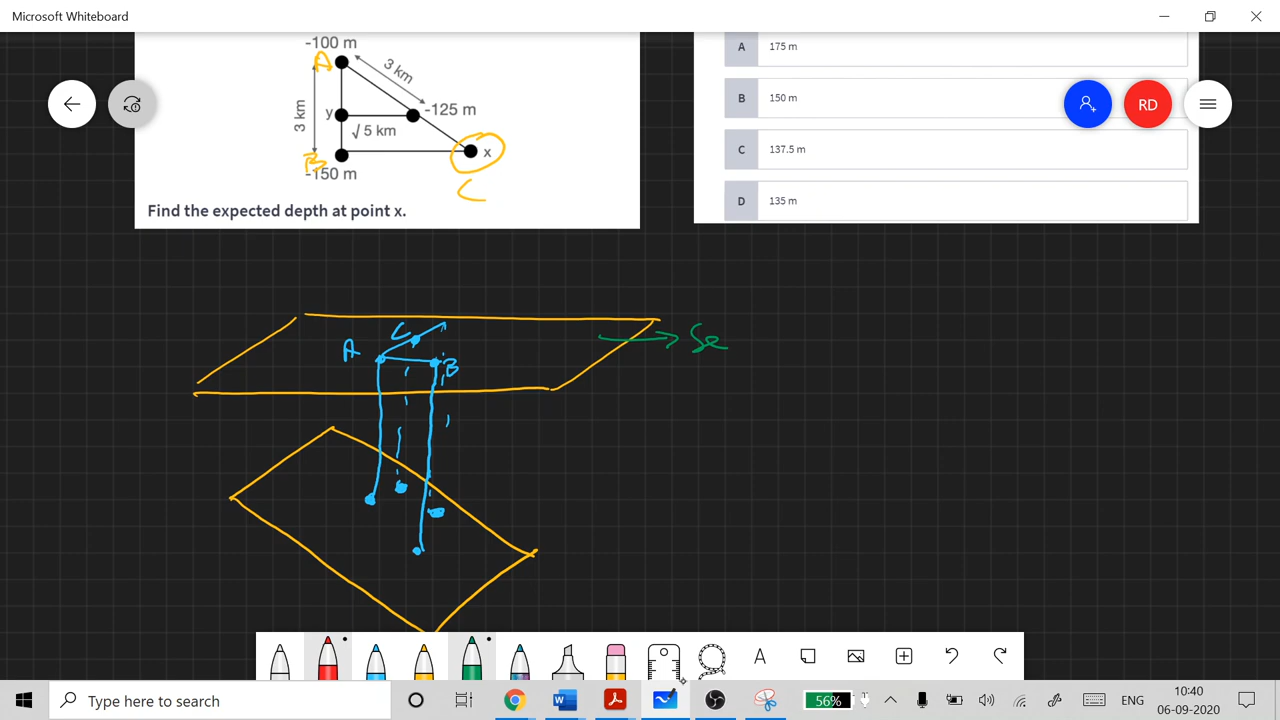 Microsoft Whiteboard
-100 m
A
3 km
3 km
y
-125 m
√5 km
B
x
-150 m
C
Find the expected depth at point x.
A 175 m
B 150 m
C 137.5 m
D 135 m
RD
A
C
B
Se
A
Type here to search
56%
ENG
10:40
06-09-2020